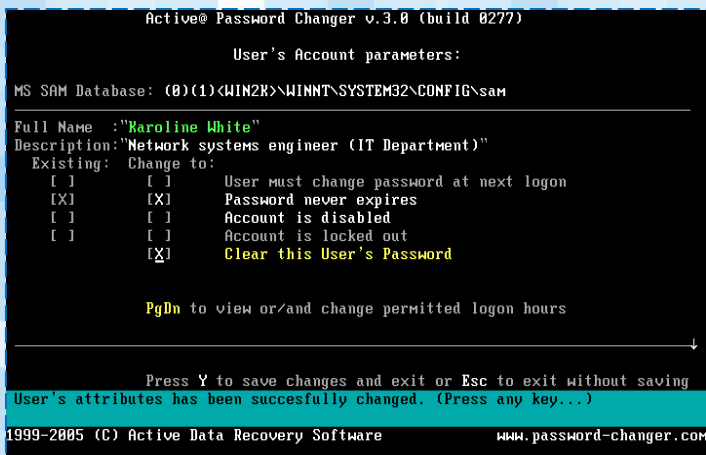 Active@ Password Changer v.3.0 (build 0277)
User's Account parameters:
MS SAM Database: (0)(1)<WIN2K>\WINNT\SYSTEM32\CONFIG\sam
Full Name :"Karoline White"
Description:"Network systems engineer (IT Department)"
Existing: Change to:
[ ] [ ] User must change password at next logon
[X] [X] Password never expires
[ ] [ ] Account is disabled
[ ] [ ] Account is locked out
[X] Clear this User's Password
PgDn to view or/and change permitted logon hours
↓
Press Y to save changes and exit or Esc to exit without saving
User's attributes has been succesfully changed. (Press any key...)
1999-2005 (C) Active Data Recovery Software www.password-changer.com